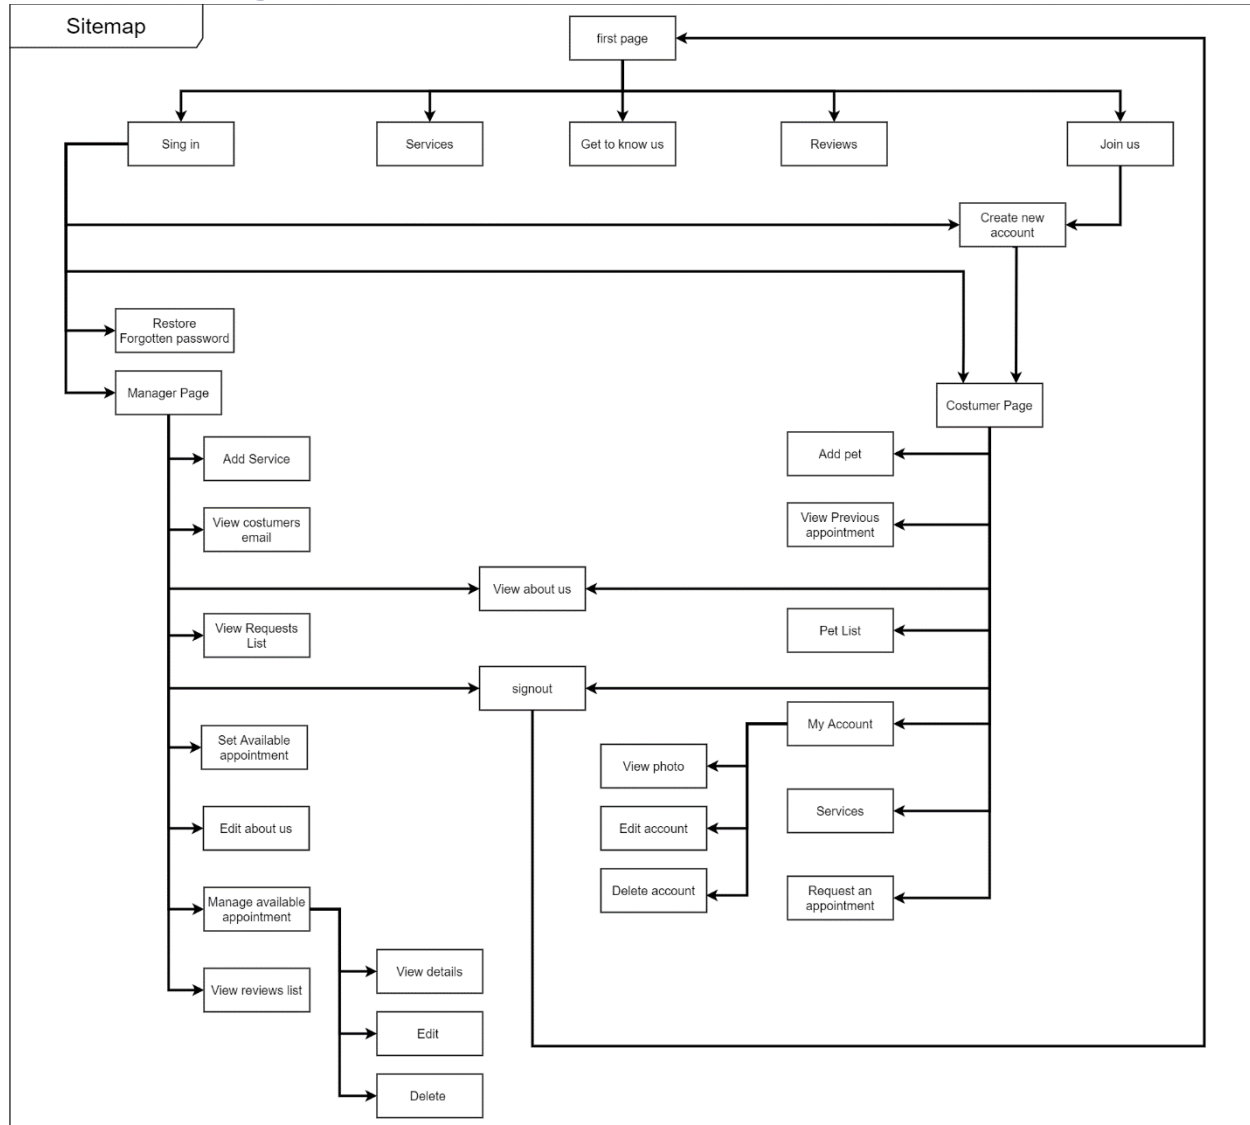 Sitemap
first page
Sing in
Services
Get to know us
Reviews
Join us
Create new
account
Restore
Forgotten password
Manager Page
Costumer Page
Add Service
Add pet
View costumers
email
View Previous
appointment
View about us
View Requests
List
Pet List
signout
Set Available
appointment
My Account
View photo
Edit about us
Edit account
Services
Manage available
appointment
Delete account
Request an
appointment
View details
View reviews list
Edit
Delete